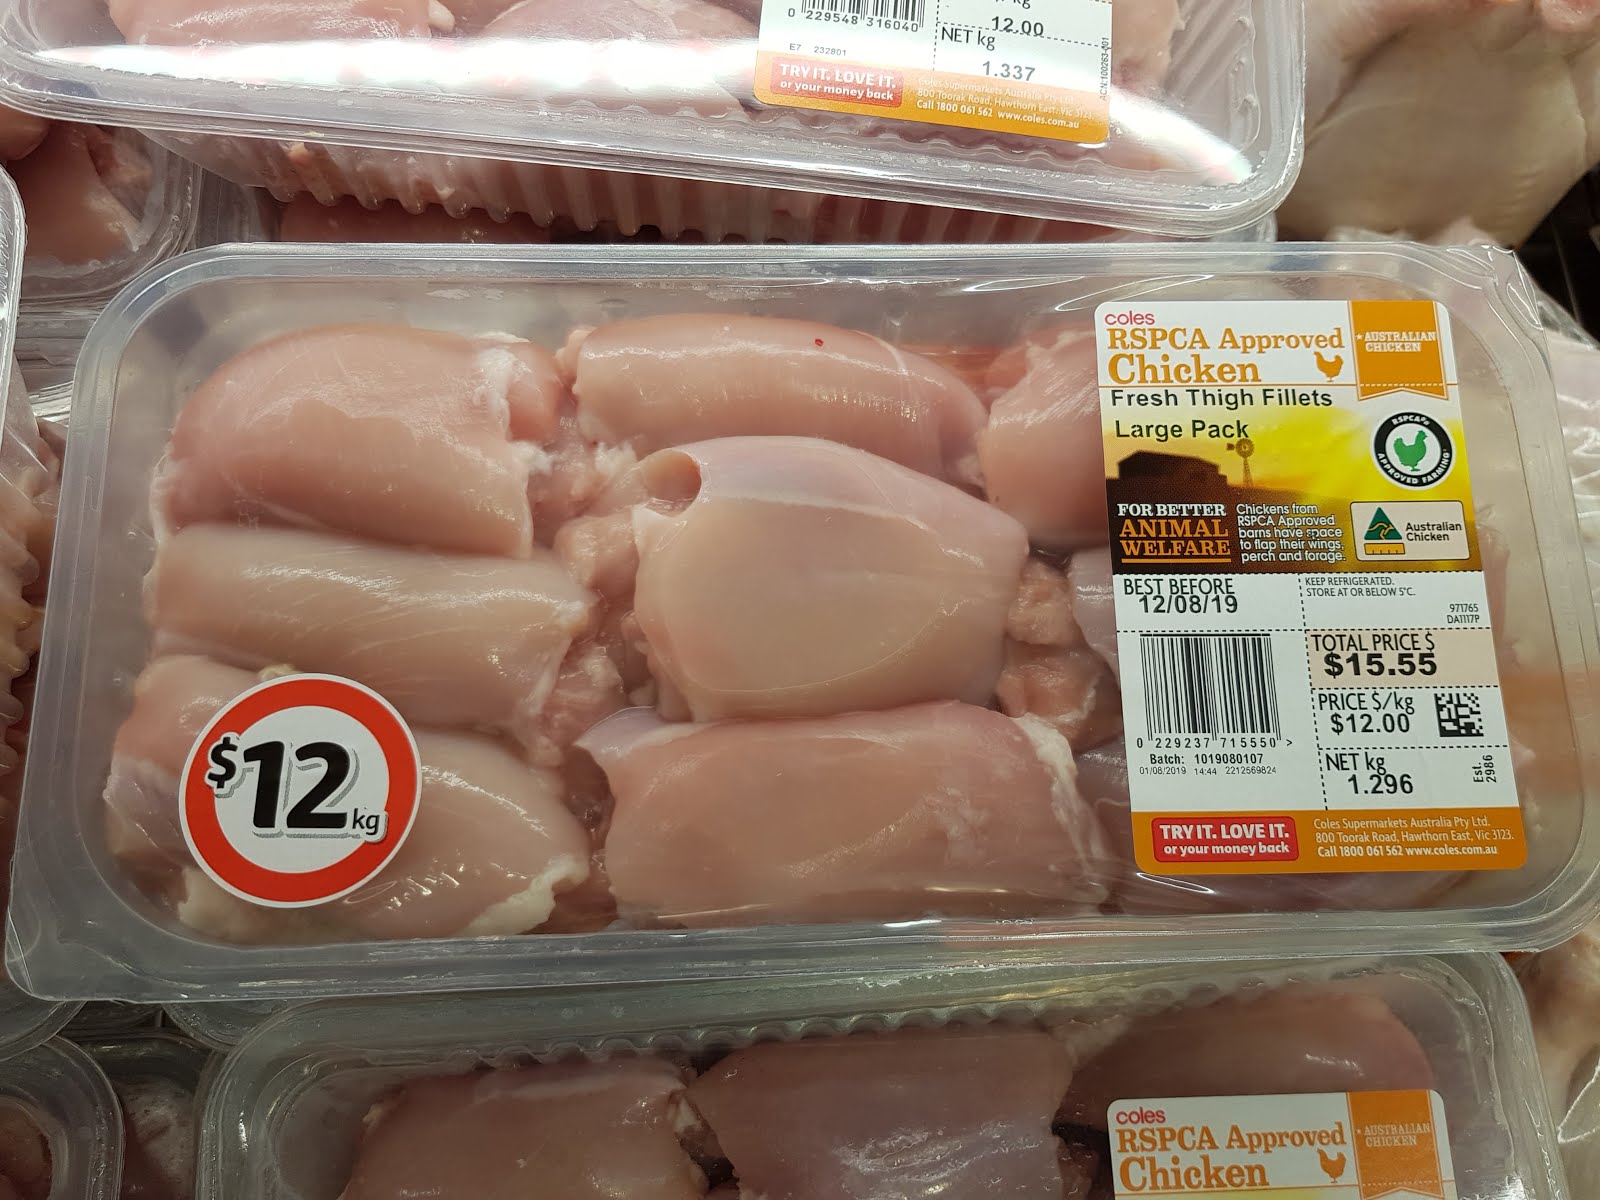 0 229548 316040
12.00
NET kg
1.337
E7 232801
TRY IT. LOVE IT.
or your money back
Coles Supermarkets Australia Pty Ltd.
800 Toorak Road, Hawthorn East, Vic 3123
Call 1800 061 562 www.coles.com.au
coles
RSPCA Approved
Chicken
AUSTRALIAN
CHICKEN
Fresh Thigh Fillets
Large Pack
RSPCA's
APPROVED FARMING
FOR BETTER
ANIMAL
WELFARE
Chickens from
RSPCA Approved
barns have space
to flap their wings,
perch and forage.
Australian
Chicken
BEST BEFORE
12/08/19
KEEP REFRIGERATED.
STORE AT OR BELOW 5°C.
971765
DA1117P
TOTAL PRICE $
$15.55
PRICE $/kg
$12.00
NET kg
1.296
Est.
2986
0 229237 715550 >
Batch: 1019080107
01/08/2019 14:44 2212569824
TRY IT. LOVE IT.
or your money back
Coles Supermarkets Australia Pty Ltd.
800 Toorak Road, Hawthorn East, Vic 3123.
Call 1800 061 562 www.coles.com.au
$12kg
coles
RSPCA Approved
Chicken
AUSTRALIAN
CHICKEN